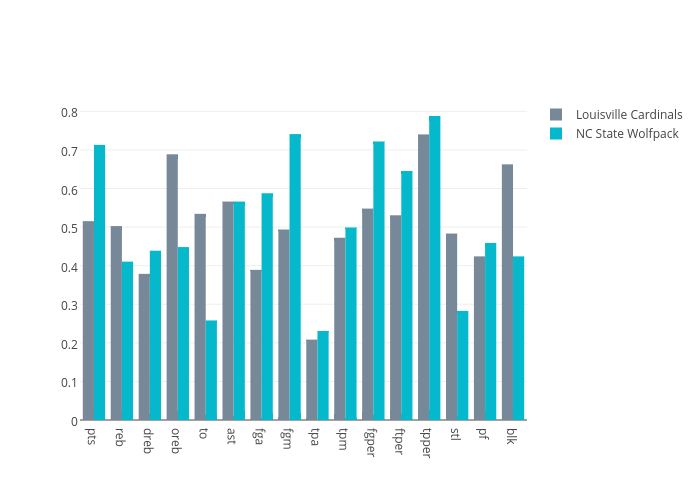 Louisville Cardinals
NC State Wolfpack
0.8
0.7
0.6
0.5
0.4
0.3
0.2
0.1
0
pts
reb
dreb
oreb
to
ast
fga
fgm
tpa
tpm
fgper
ftper
tpper
stl
pf
blk